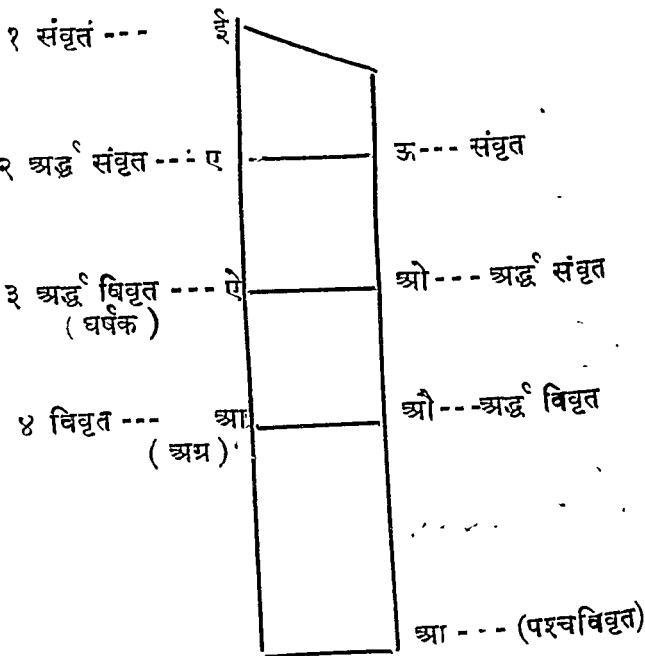 १ संवृतं --- ई
२ अर्द्ध संवृत --- ए
ऊ --- संवृत
३ अर्द्ध विवृत --- ऐ
( घर्षक )
ओ --- अर्द्ध संवृत
४ विवृत --- आ
( अग्र )
औ --- अर्द्ध विवृत
आ --- (पश्चविवृत)